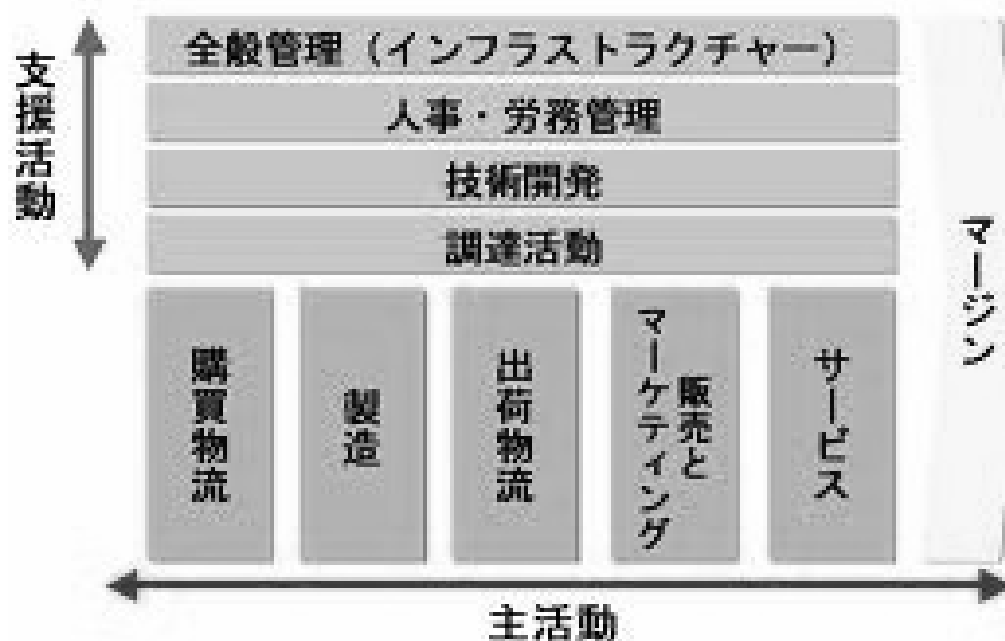 支援活動
全般管理（インフラストラクチャー）
人事・労務管理
技術開発
調達活動
購買物流
製造
出荷物流
販売と
マーケティング
サービス
マージン
主活動